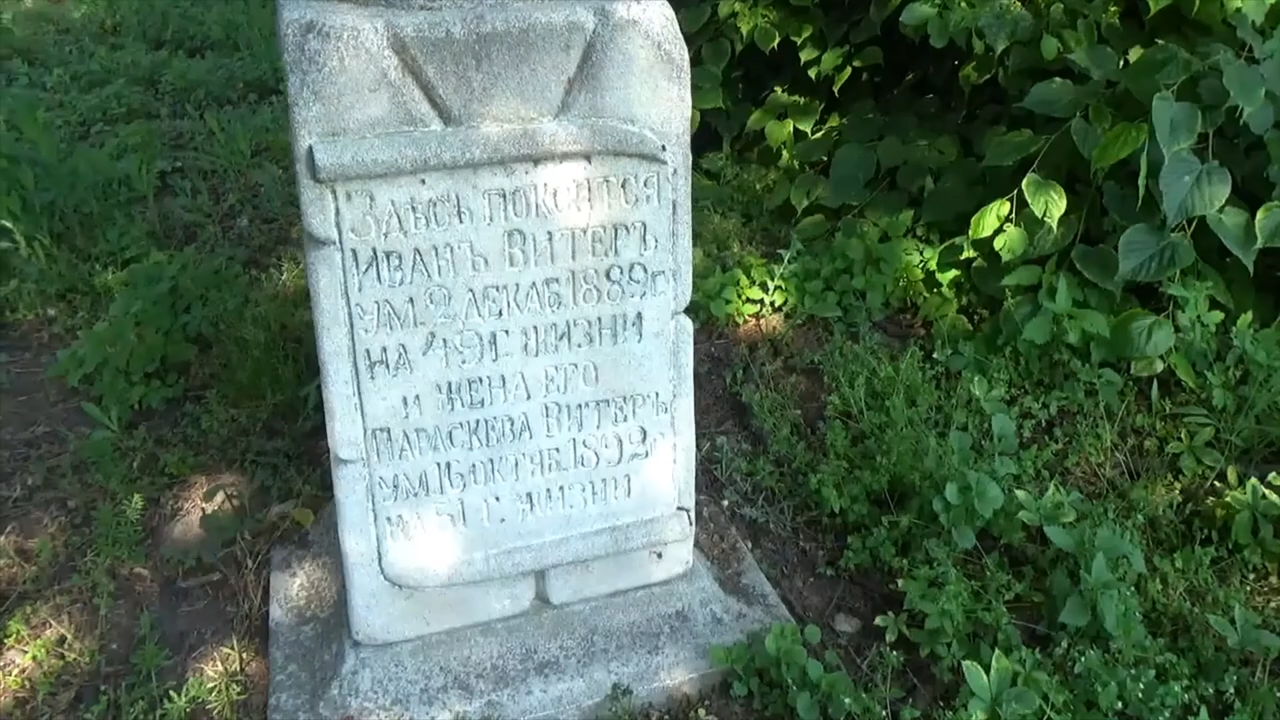 Здѣсь покоится
Иванъ Витеръ
ум. 2 декаб. 1889 г.
на 49 г. жизни
и жена его
Параскева Витеръ
ум. 16 октяб. 1892 г.
на 51 г. жизни